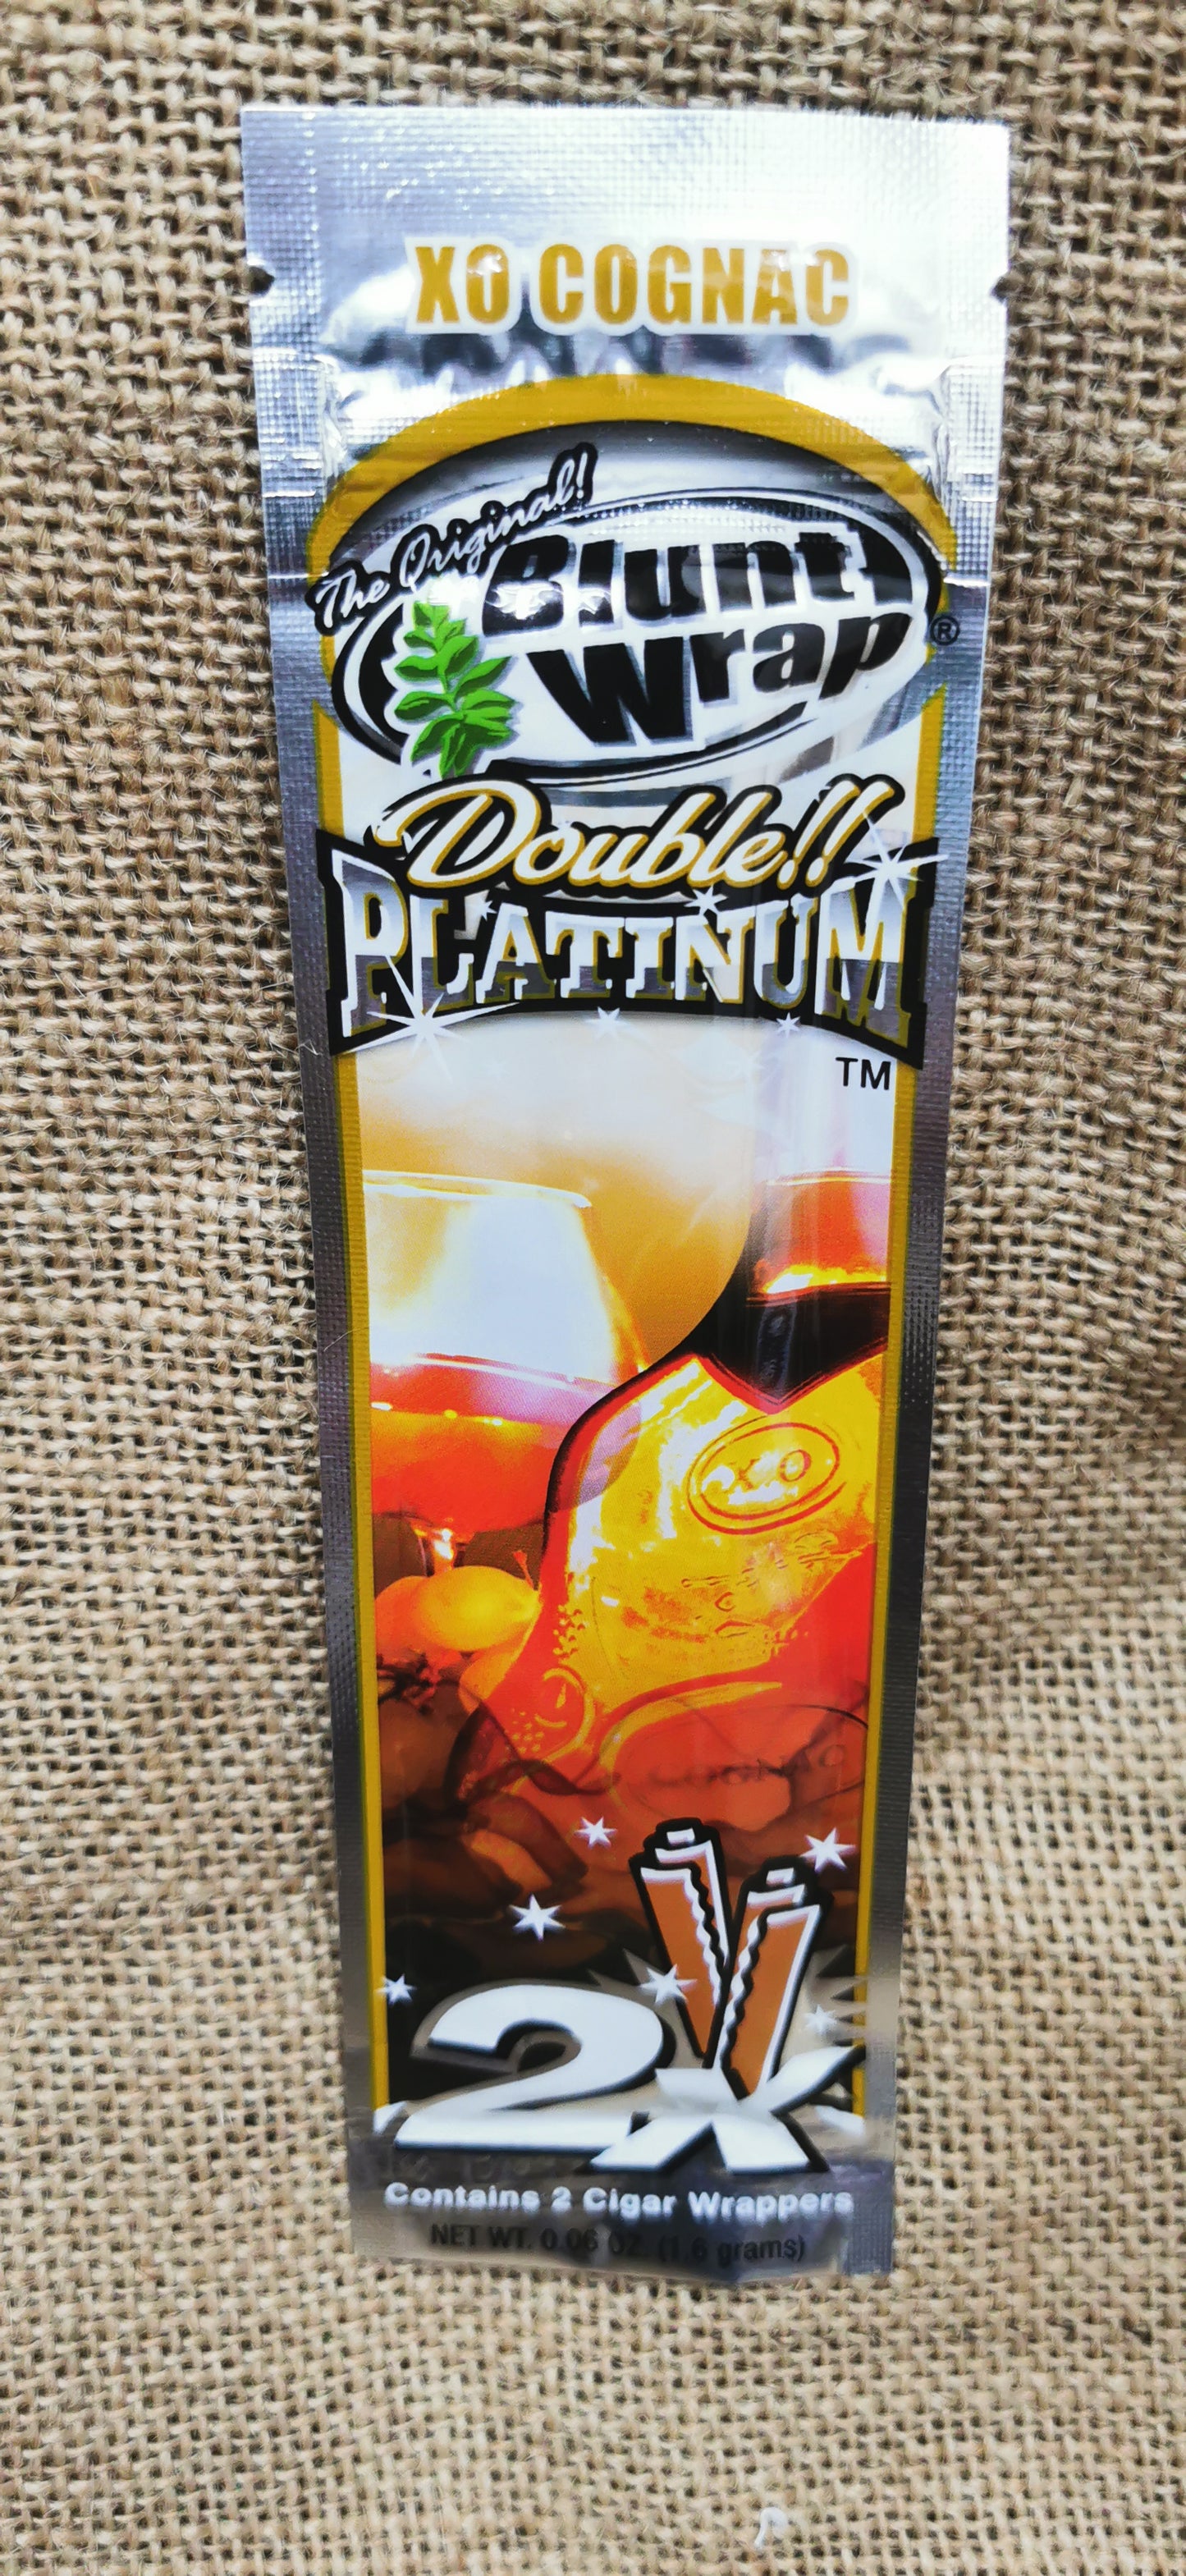 XO COGNAC
The Original!
Blunt
Wrap®
Double!!
PLATINUM
TM
XO
COGNAC
2x
Contains 2 Cigar Wrappers
NET WT. 0.06 OZ. (1.6 grams)